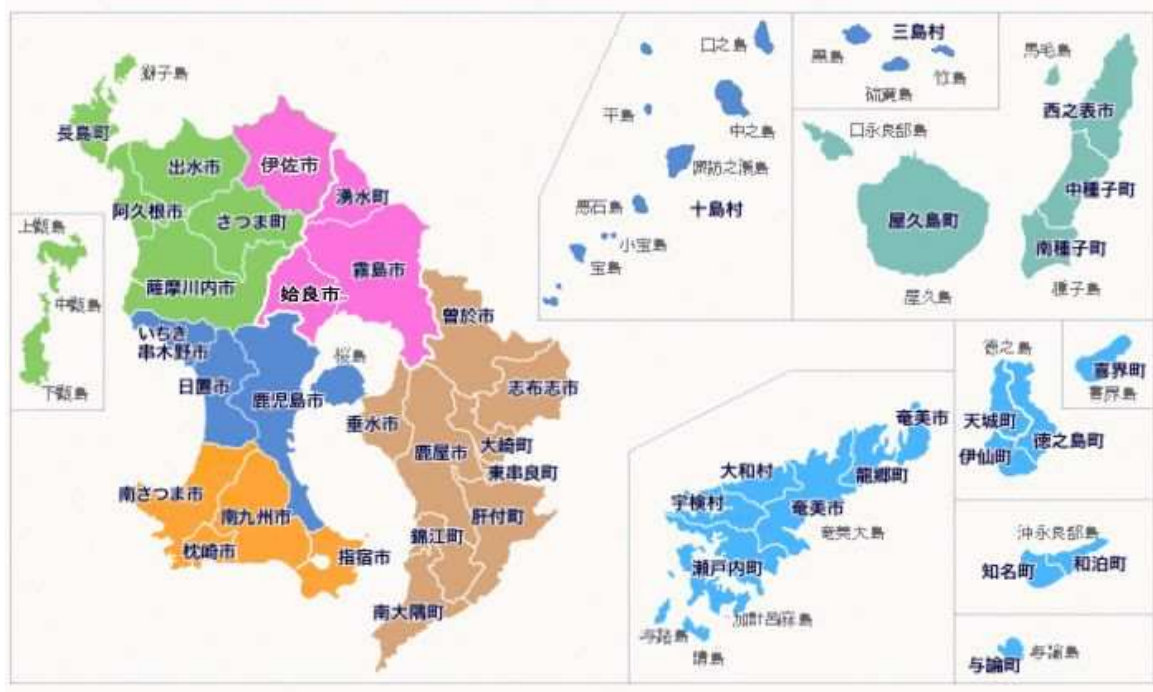 獅子島
長島町
出水市
伊佐市
湧水町
阿久根市
さつま町
霧島市
薩摩川内市
姶良市
上甑島
中甑島
下甑島
いちき
串木野市
日置市
鹿児島市
桜島
曽於市
志布志市
垂水市
鹿屋市
大崎町
東串良町
肝付町
錦江町
南大隅町
南さつま市
南九州市
枕崎市
指宿市
口之島
平島
中之島
諏訪之瀬島
悪石島
十島村
小宝島
宝島
三島村
黒島
竹島
硫黄島
馬毛島
西之表市
口永良部島
中種子町
屋久島町
南種子町
屋久島
種子島
奄美市
龍郷町
大和村
宇検村
奄美市
奄美大島
瀬戸内町
加計呂麻島
与路島
請島
徳之島
天城町
徳之島町
伊仙町
喜界町
喜界島
沖永良部島
知名町
和泊町
与論町
与論島